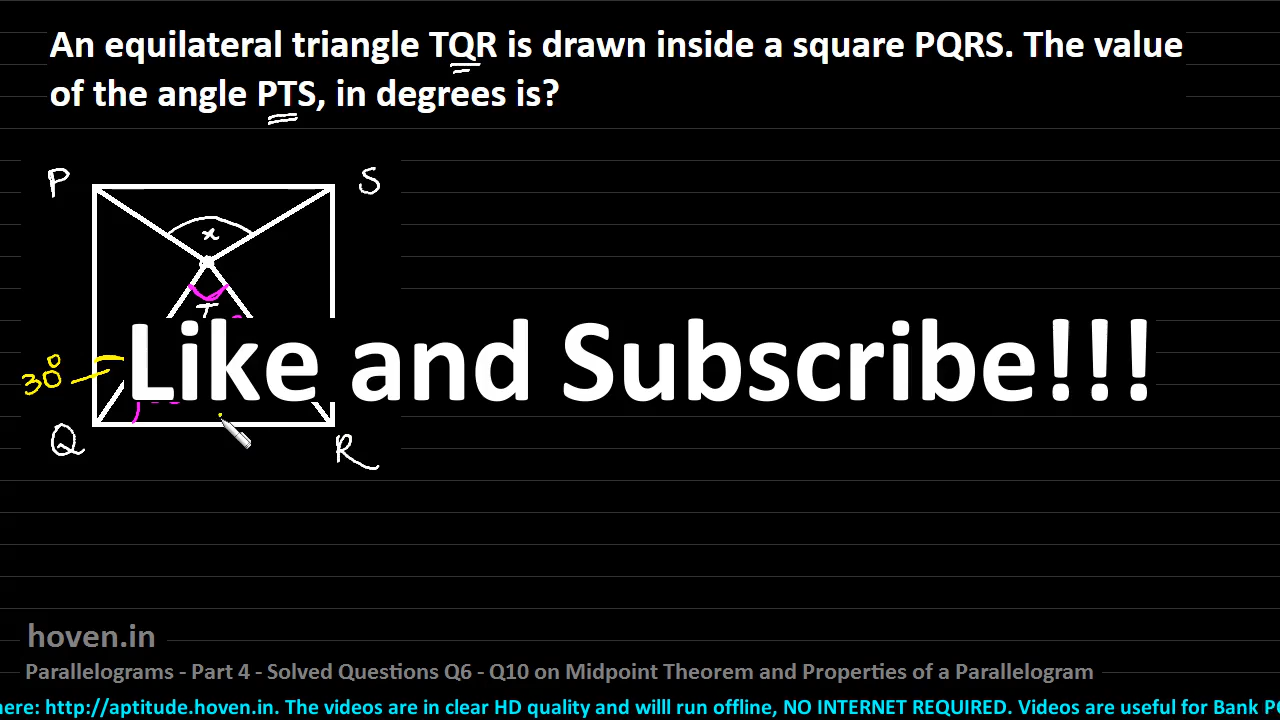 An equilateral triangle TQR is drawn inside a square PQRS. The value
of the angle PTS, in degrees is?
P
S
x
T
Like and Subscribe!!!
30°
Q
R
hoven.in
Parallelograms - Part 4 - Solved Questions Q6 - Q10 on Midpoint Theorem and Properties of a Parallelogram
here: http://aptitude.hoven.in. The videos are in clear HD quality and willl run offline, NO INTERNET REQUIRED. Videos are useful for Bank